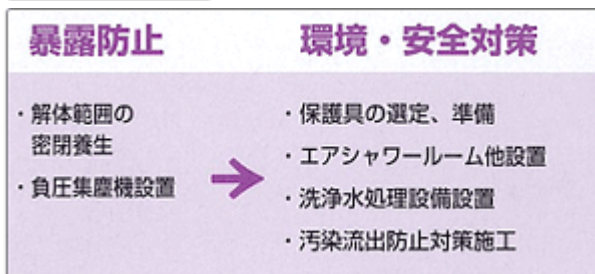 暴露防止
・解体範囲の
密閉養生
・負圧集塵機設置
環境・安全対策
・保護具の選定、準備
・エアシャワールーム他設置
・洗浄水処理設備設置
・汚染流出防止対策施工